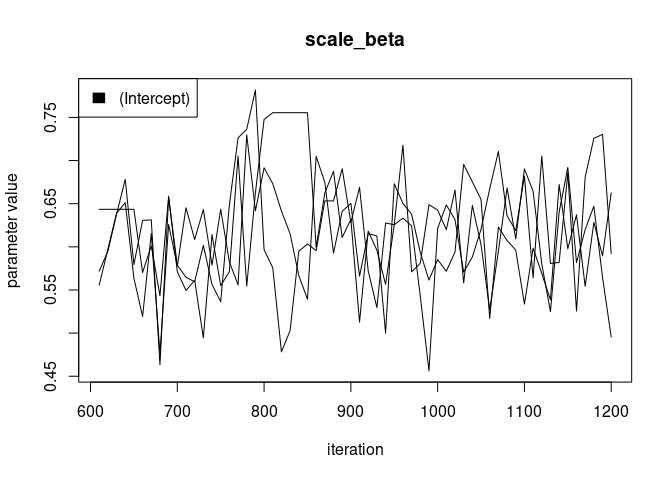 scale_beta
(Intercept)
parameter value
0.75
0.65
0.55
0.45
600 700 800 900 1000 1100 1200
iteration